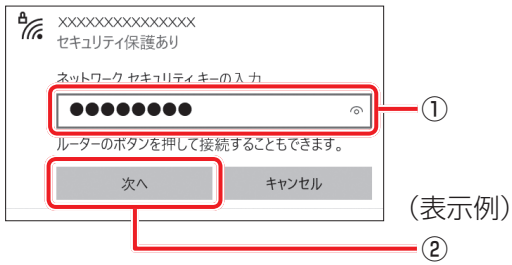 XXXXXXXXXXXXXXX
セキュリティ保護あり
ネットワーク セキュリティ キーの入力
●●●●●●●●
①
ルーターのボタンを押して接続することもできます。
次へ
キャンセル
(表示例)
②